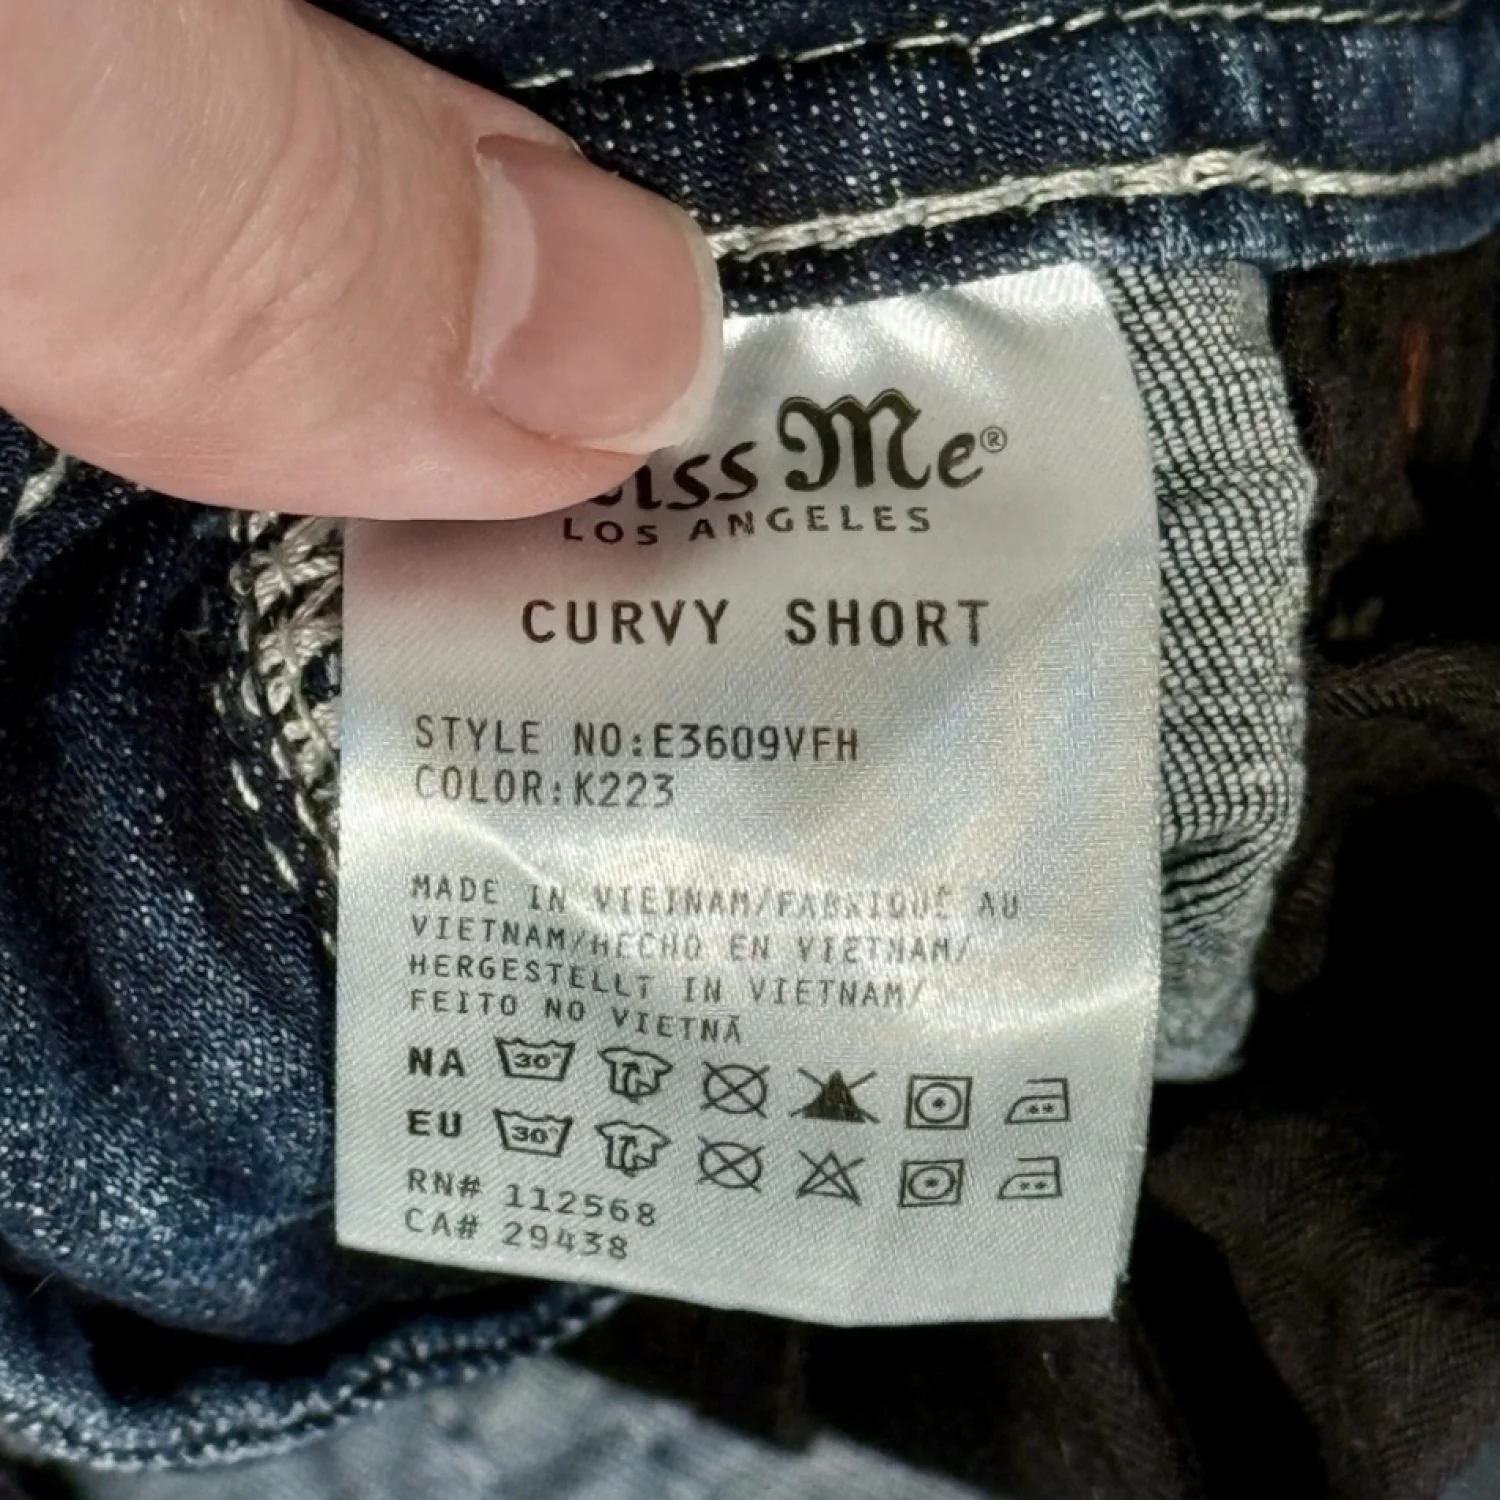 Me®
LOS ANGELES
CURVY SHORT
STYLE NO:E3609VFH
COLOR:K223
MADE IN VIETNAM/FABRIQUÉ AU
VIETNAM/HECHO EN VIETNAM/
HERGESTELLT IN VIETNAM/
FEITO NO VIETNÃ
NA 30°
EU 30°
RN# 112568
CA# 29438